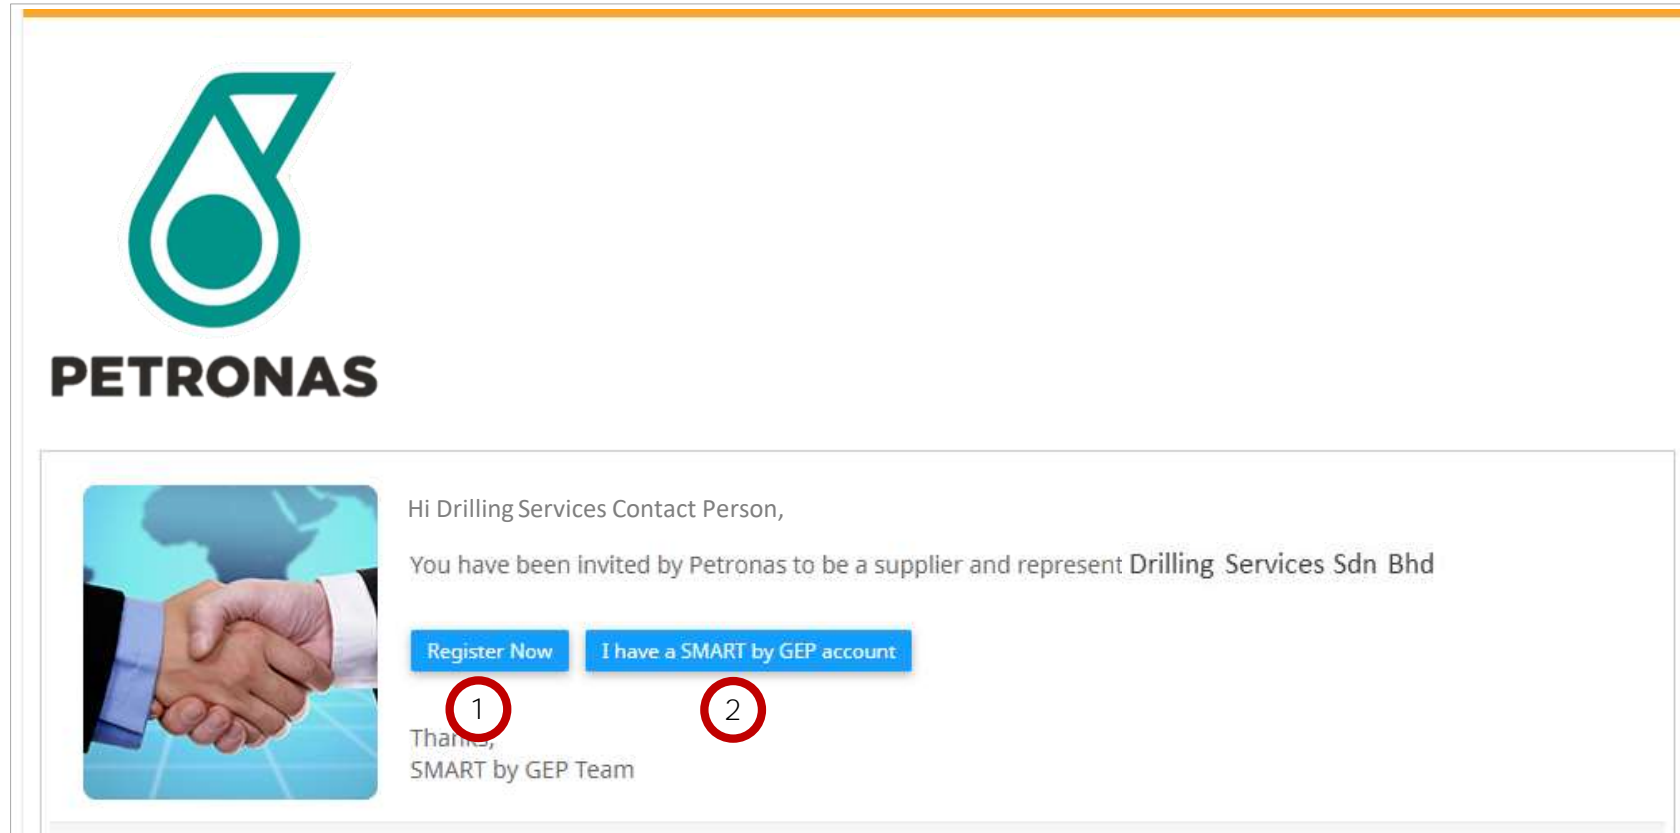 PETRONAS
Hi Drilling Services Contact Person,
You have been invited by Petronas to be a supplier and represent Drilling Services Sdn Bhd
Register Now I have a SMART by GEP account
1 2
Thanks,
SMART by GEP Team